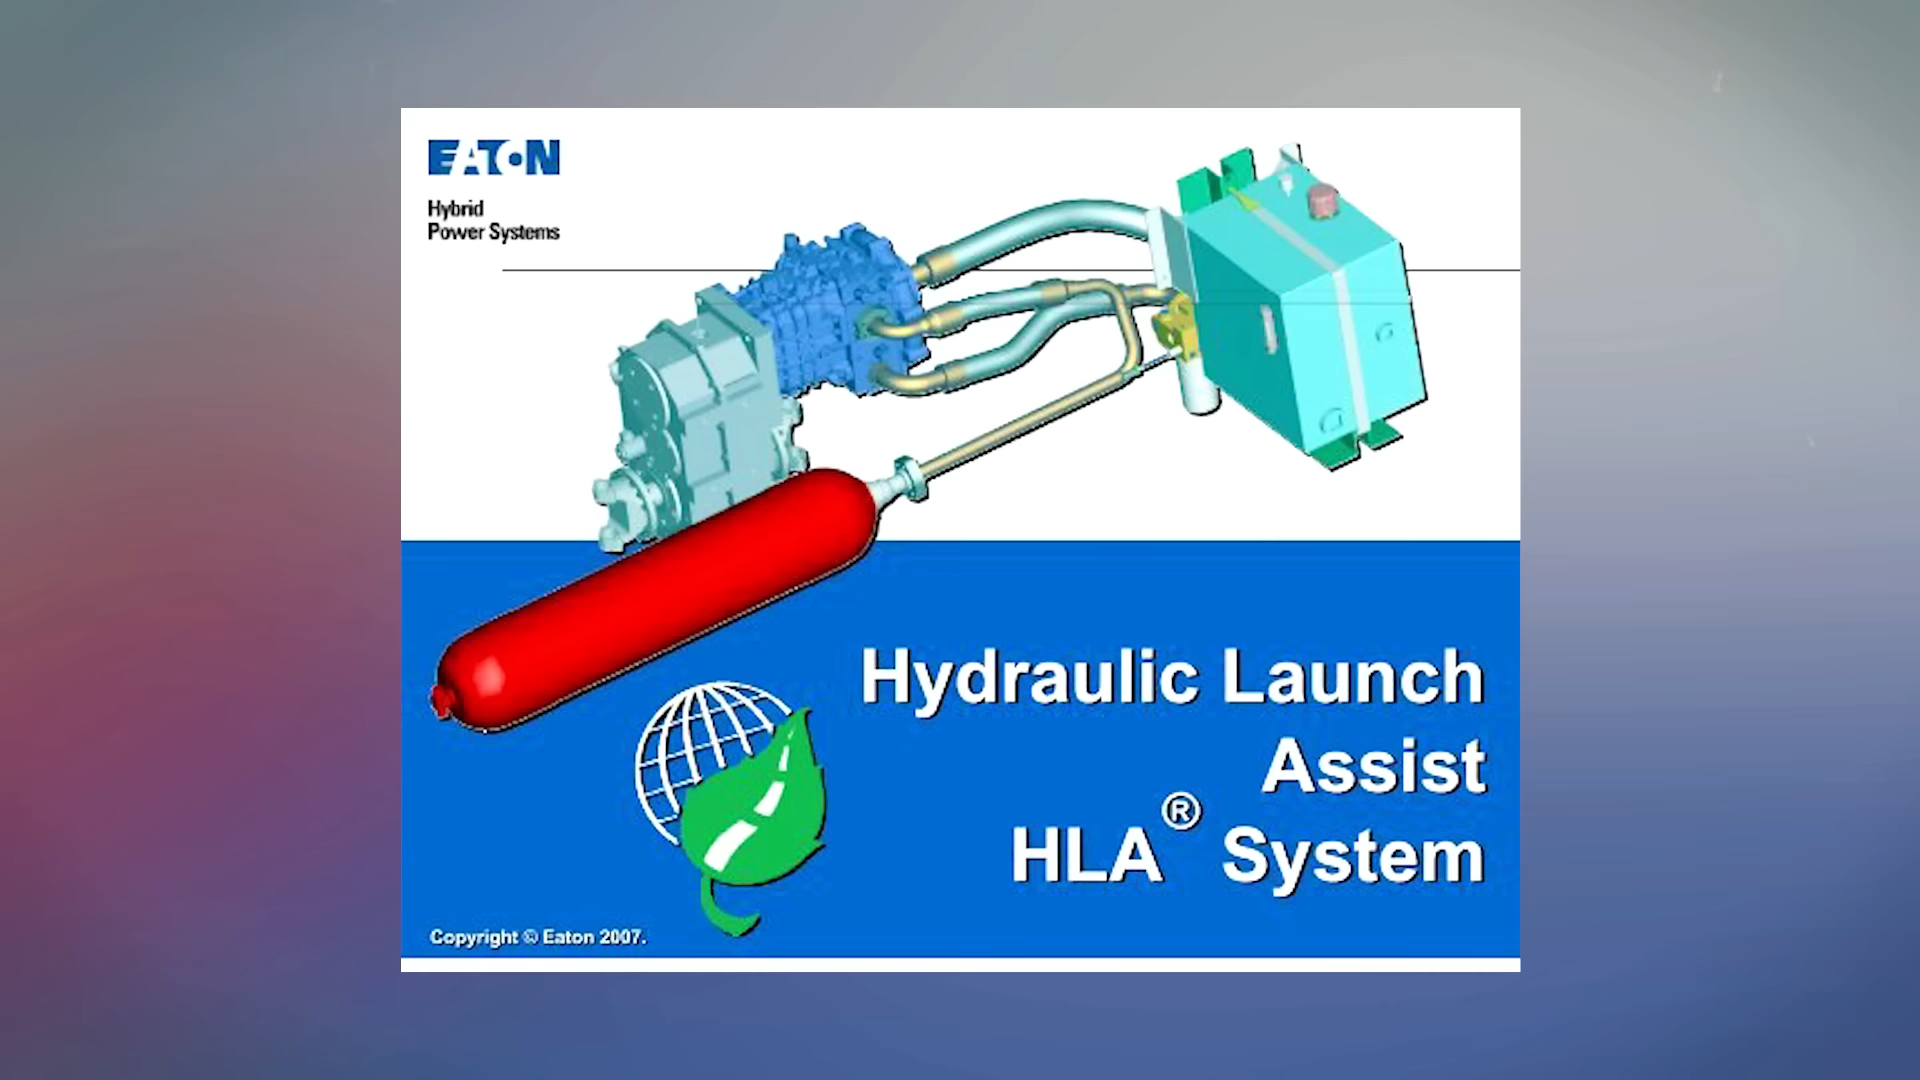 EATON
Hybrid
Power Systems
Hydraulic Launch
Assist
HLA® System
Copyright © Eaton 2007.